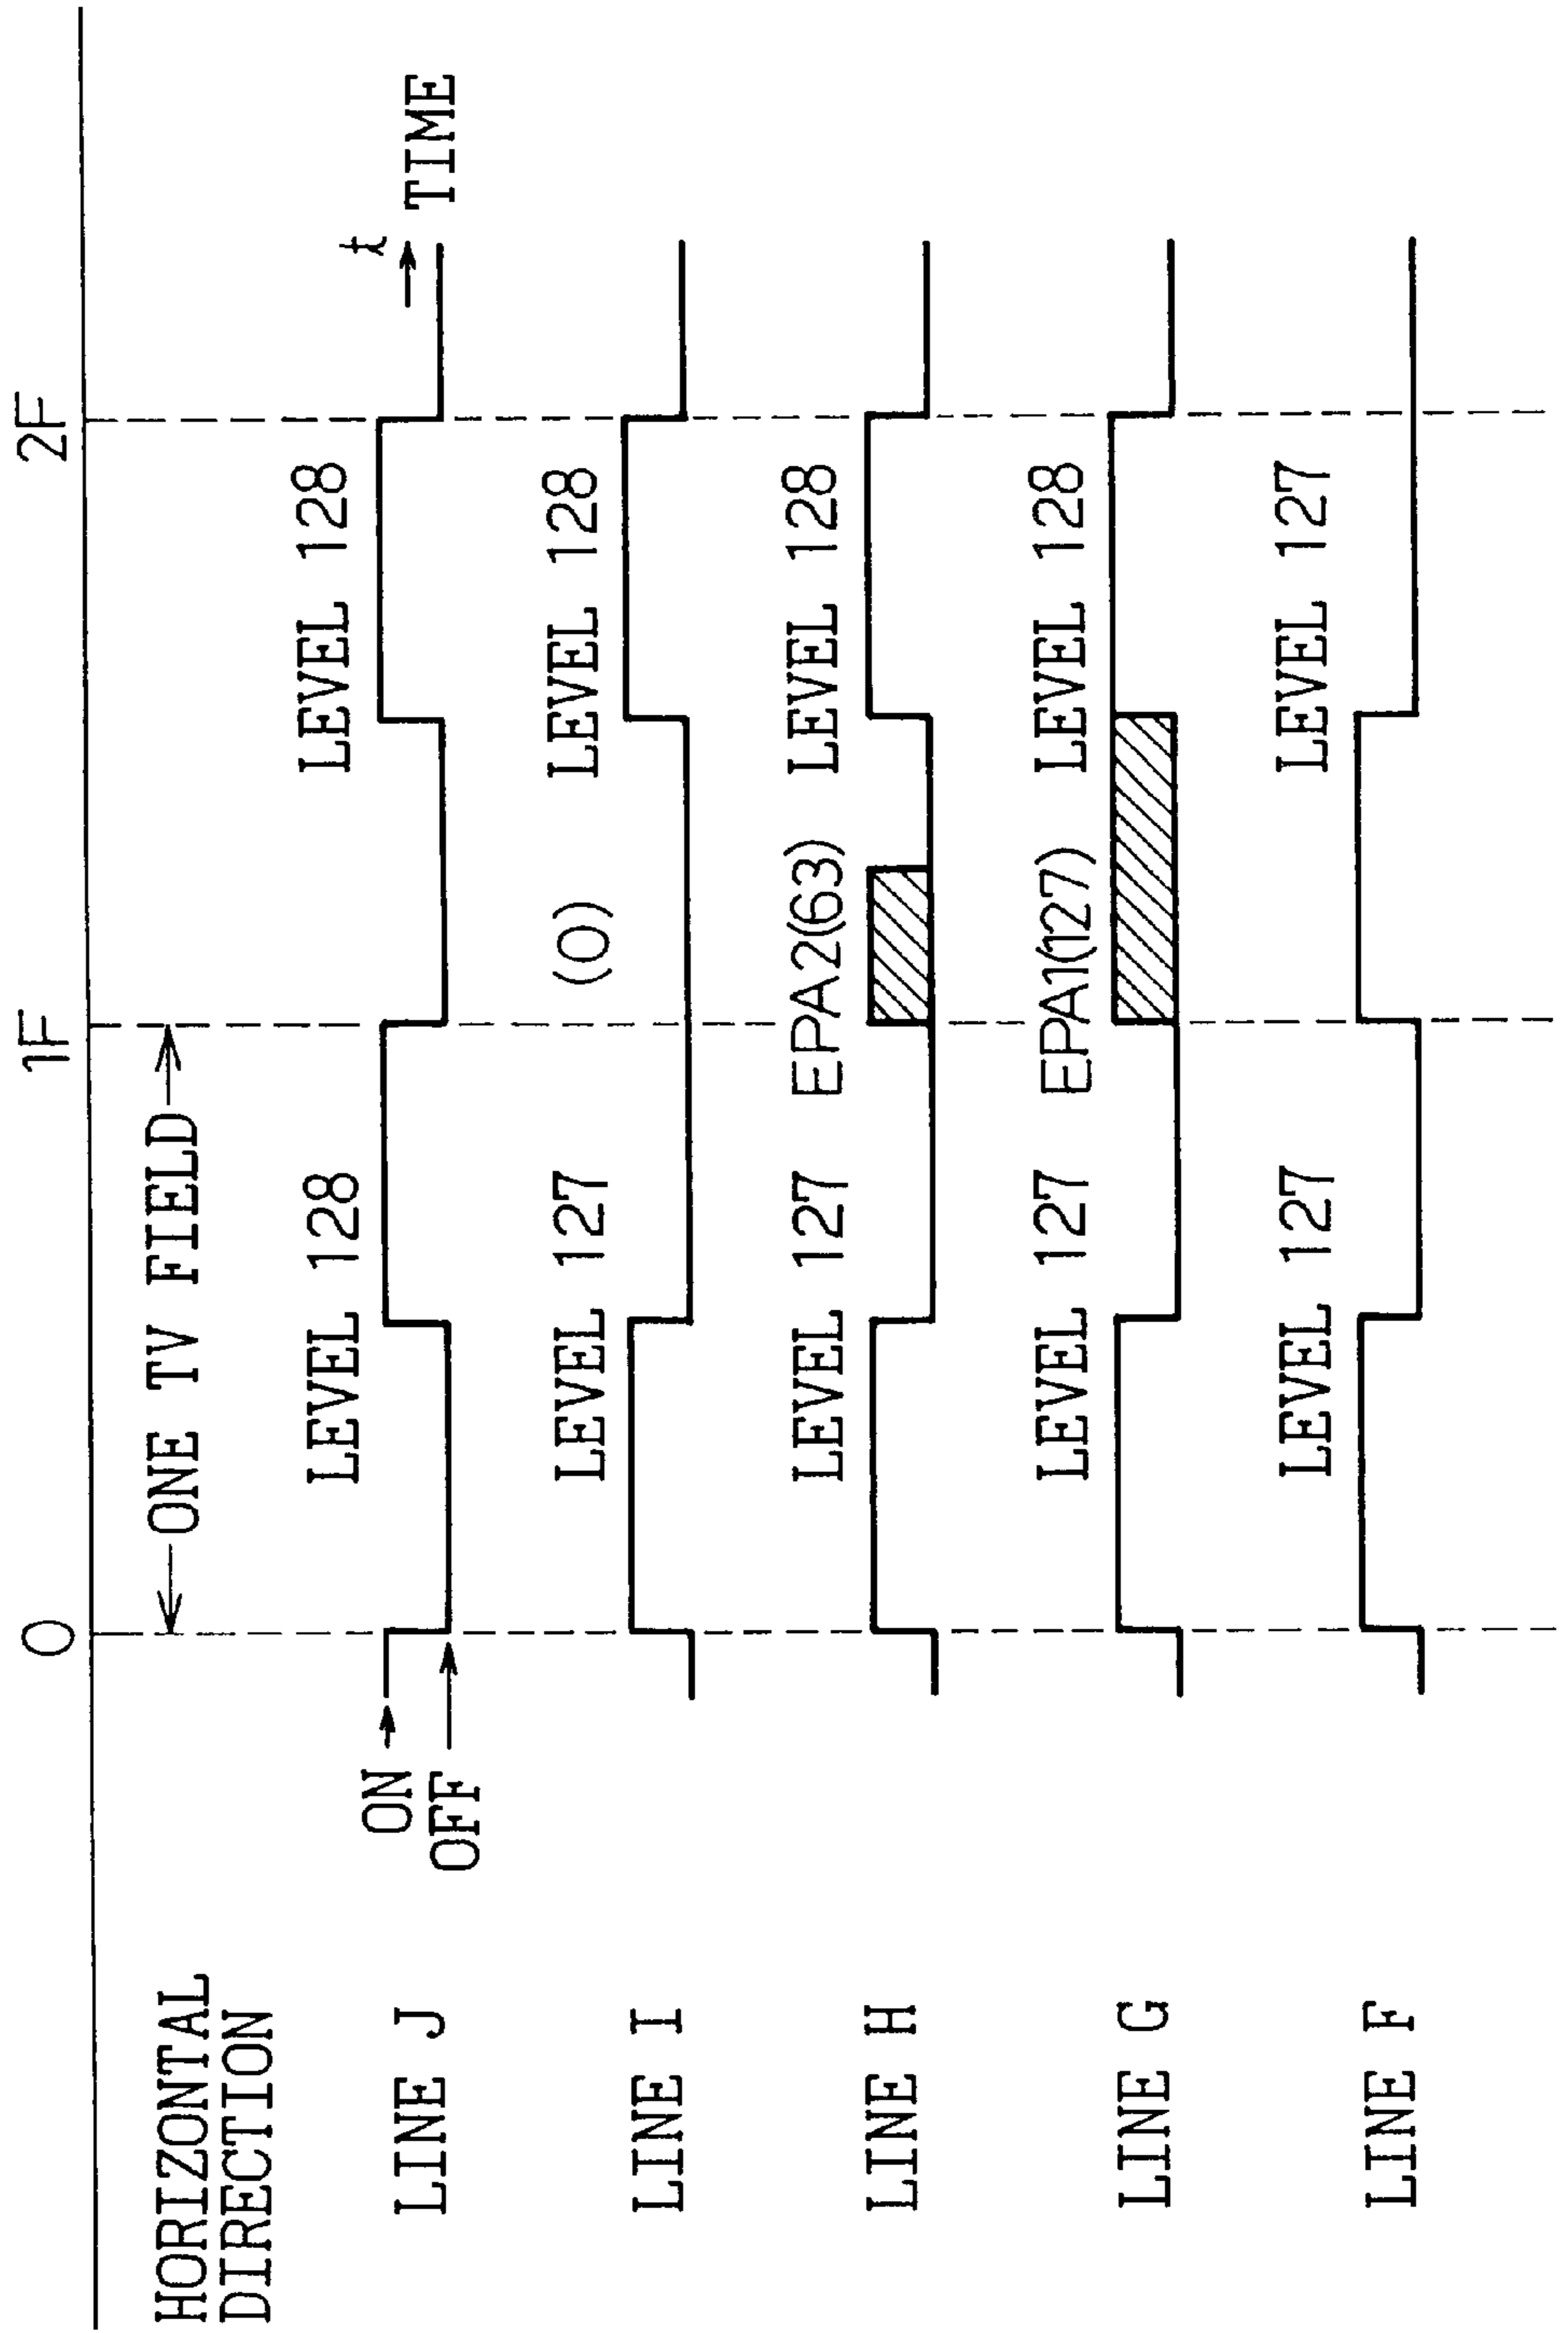 0 1F 2F
HORIZONTAL
DIRECTION
ONE TV FIELD
LINE J
ON
OFF
LEVEL 128
LEVEL 128
t
TIME
LINE I
LEVEL 127
(0)
LEVEL 128
LINE H
LEVEL 127
EPA2(63)
LEVEL 128
LINE G
LEVEL 127
EPA1(127)
LEVEL 128
LINE F
LEVEL 127
LEVEL 127